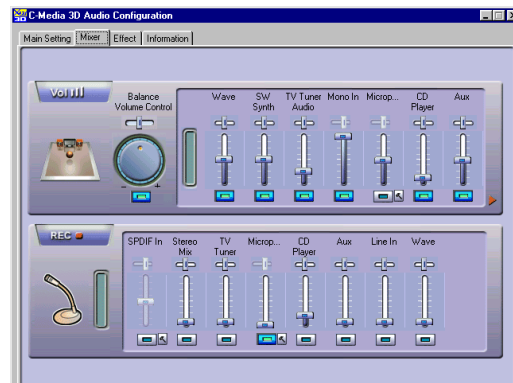 C-Media 3D Audio Configuration
Main Setting Mixer Effect Information
Vol
Balance Volume Control
Wave
SW Synth
TV Tuner Audio
Mono In
Microp...
CD Player
Aux
- +
REC
SPDIF In
Stereo Mix
TV Tuner
Microp...
CD Player
Aux
Line In
Wave